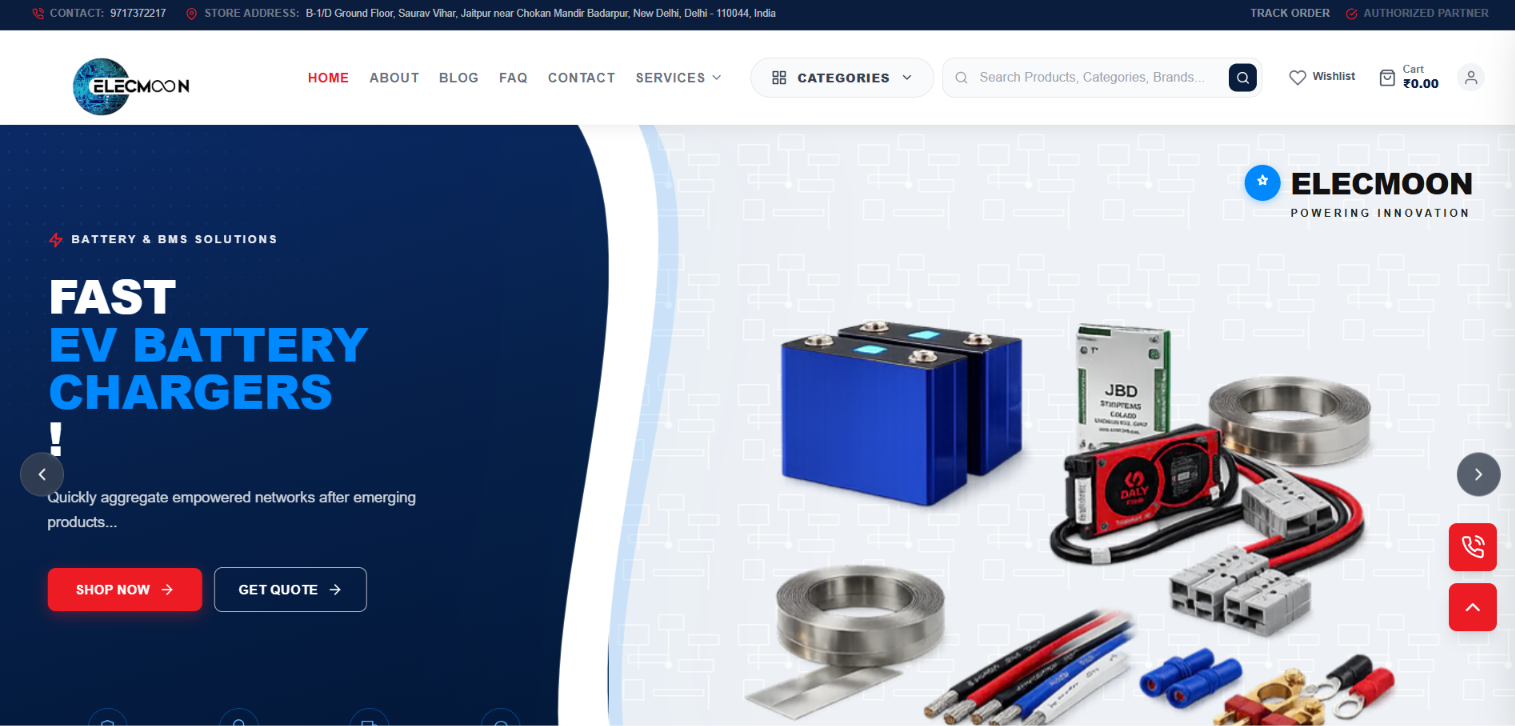 CONTACT: 9717372217 STORE ADDRESS: B-1/D Ground Floor, Saurav Vihar, Jaitpur near Chokan Mandir Badarpur, New Delhi, Delhi - 110044, India TRACK ORDER AUTHORIZED PARTNER
ELECMOON
HOME ABOUT BLOG FAQ CONTACT SERVICES CATEGORIES Search Products, Categories, Brands... Wishlist Cart
₹0.00
ELECMOON
POWERING INNOVATION
BATTERY & BMS SOLUTIONS
FAST
EV BATTERY
CHARGERS
!
Quickly aggregate empowered networks after emerging
products...
SHOP NOW GET QUOTE
JBD
DALY